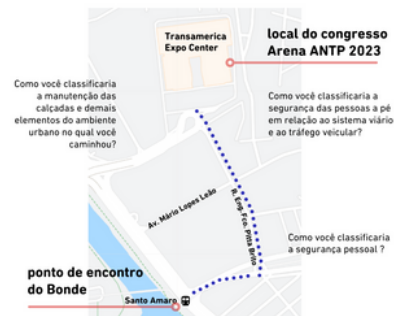 Transamerica
Expo Center
local do congresso
Arena ANTP 2023
Como você classificaria
a manutenção das
calçadas e demais
elementos do ambiente
urbano no qual você
caminhou?
Como você classificaria a
segurança das pessoas a pé
em relação ao sistema viário
e ao tráfego veicular?
Av. Mário Lopes Leão
R. Eng. Fco. Pitta Brito
Como você classificaria
a segurança pessoal ?
ponto de encontro
do Bonde
Santo Amaro